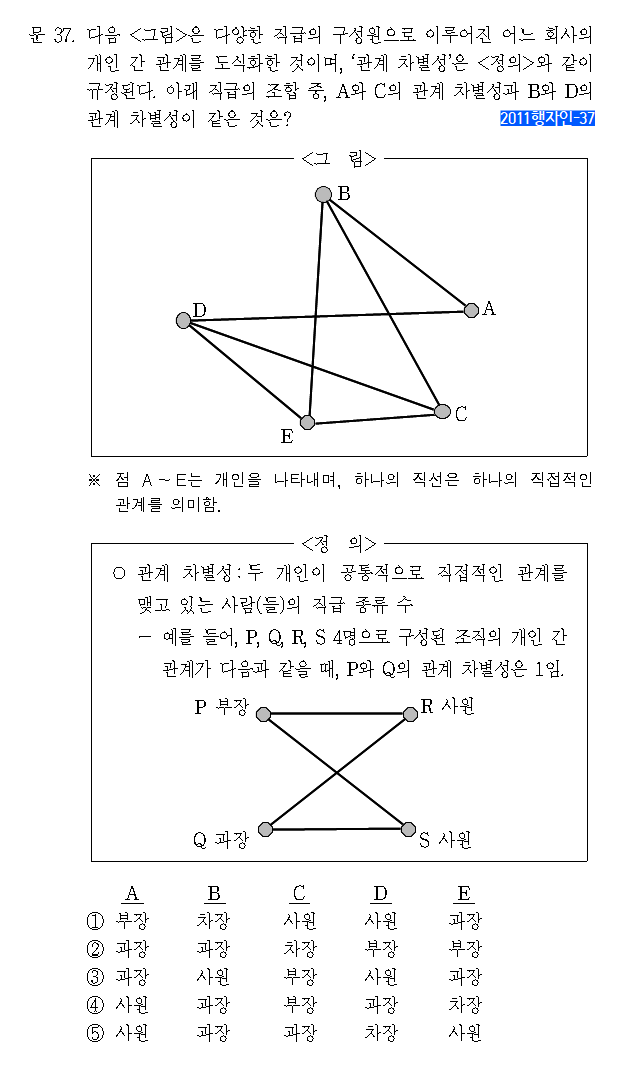 문 37. 다음 <그림>은 다양한 직급의 구성원으로 이루어진 어느 회사의
개인 간 관계를 도식화한 것이며, ‘관계 차별성’은 <정의>와 같이
규정된다. 아래 직급의 조합 중, A와 C의 관계 차별성과 B와 D의
관계 차별성이 같은 것은?
2011행자인-37
<그 림>
B
A
D
C
E
※ 점 A ~ E는 개인을 나타내며, 하나의 직선은 하나의 직접적인
관계를 의미함.
<정 의>
○ 관계 차별성 : 두 개인이 공통적으로 직접적인 관계를
맺고 있는 사람(들)의 직급 종류 수
－ 예를 들어, P, Q, R, S 4명으로 구성된 조직의 개인 간
관계가 다음과 같을 때, P와 Q의 관계 차별성은 1임.
P 부장
R 사원
Q 과장
S 사원
A B C D E
① 부장 차장 사원 사원 과장
② 과장 과장 차장 부장 부장
③ 과장 사원 부장 사원 과장
④ 사원 과장 부장 과장 차장
⑤ 사원 과장 과장 차장 사원